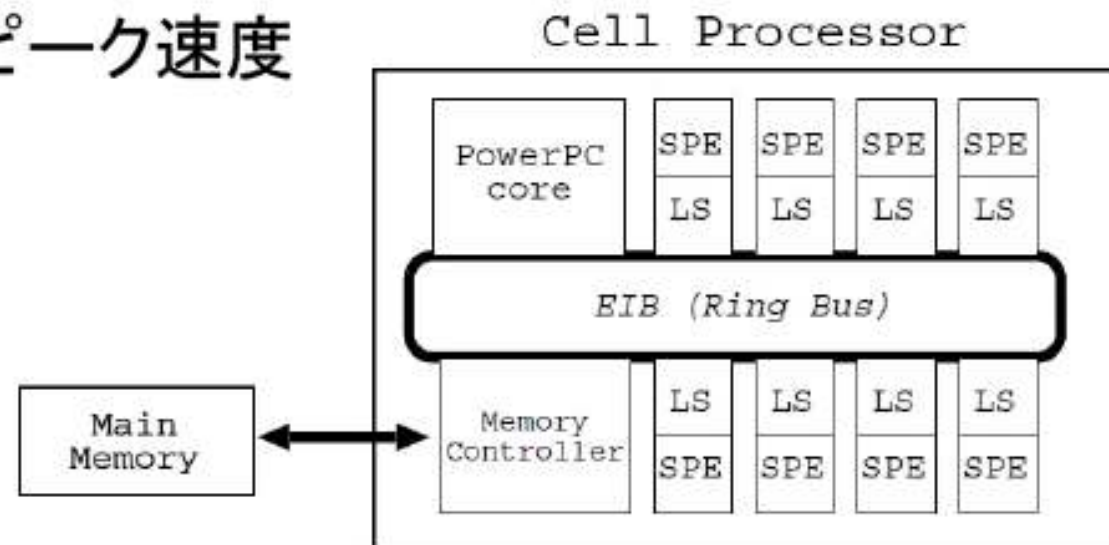 ピーク速度
Cell Processor
PowerPC
core
SPE SPE SPE SPE
LS LS LS LS
EIB (Ring Bus)
Main
Memory
Memory
Controller
LS LS LS LS
SPE SPE SPE SPE